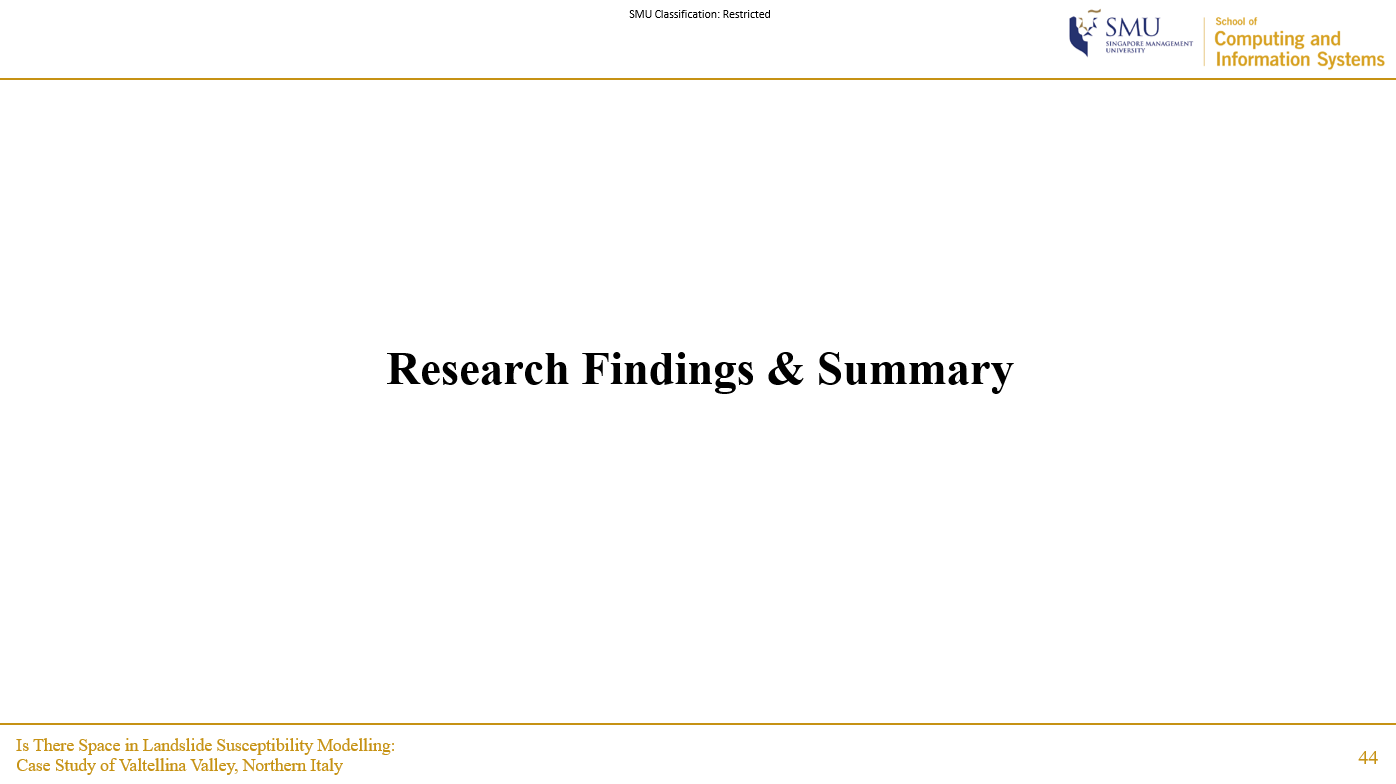 SMU Classification: Restricted
SMU
SINGAPORE MANAGEMENT
UNIVERSITY
School of
Computing and
Information Systems
Research Findings & Summary
Is There Space in Landslide Susceptibility Modelling:
Case Study of Valtellina Valley, Northern Italy
44